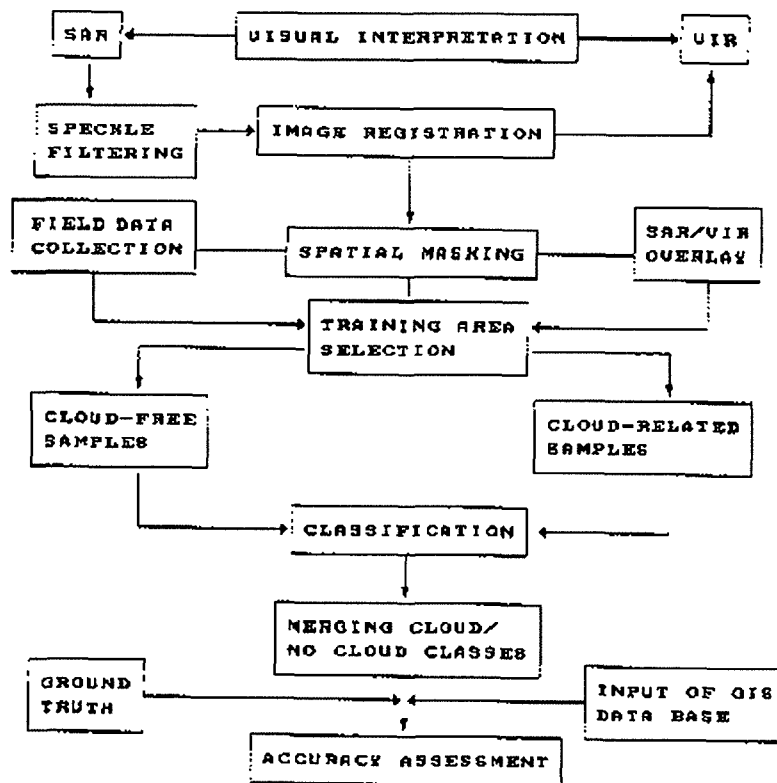 SAR
VISUAL INTERPRETATION
VIR
SPECKLE
FILTERING
IMAGE REGISTRATION
FIELD DATA
COLLECTION
SPATIAL MASKING
SAR/VIR
OVERLAY
TRAINING AREA
SELECTION
CLOUD-FREE
SAMPLES
CLOUD-RELATED
SAMPLES
CLASSIFICATION
MERGING CLOUD/
NO CLOUD CLASSES
GROUND
TRUTH
INPUT OF GIS
DATA BASE
ACCURACY ASSESSMENT